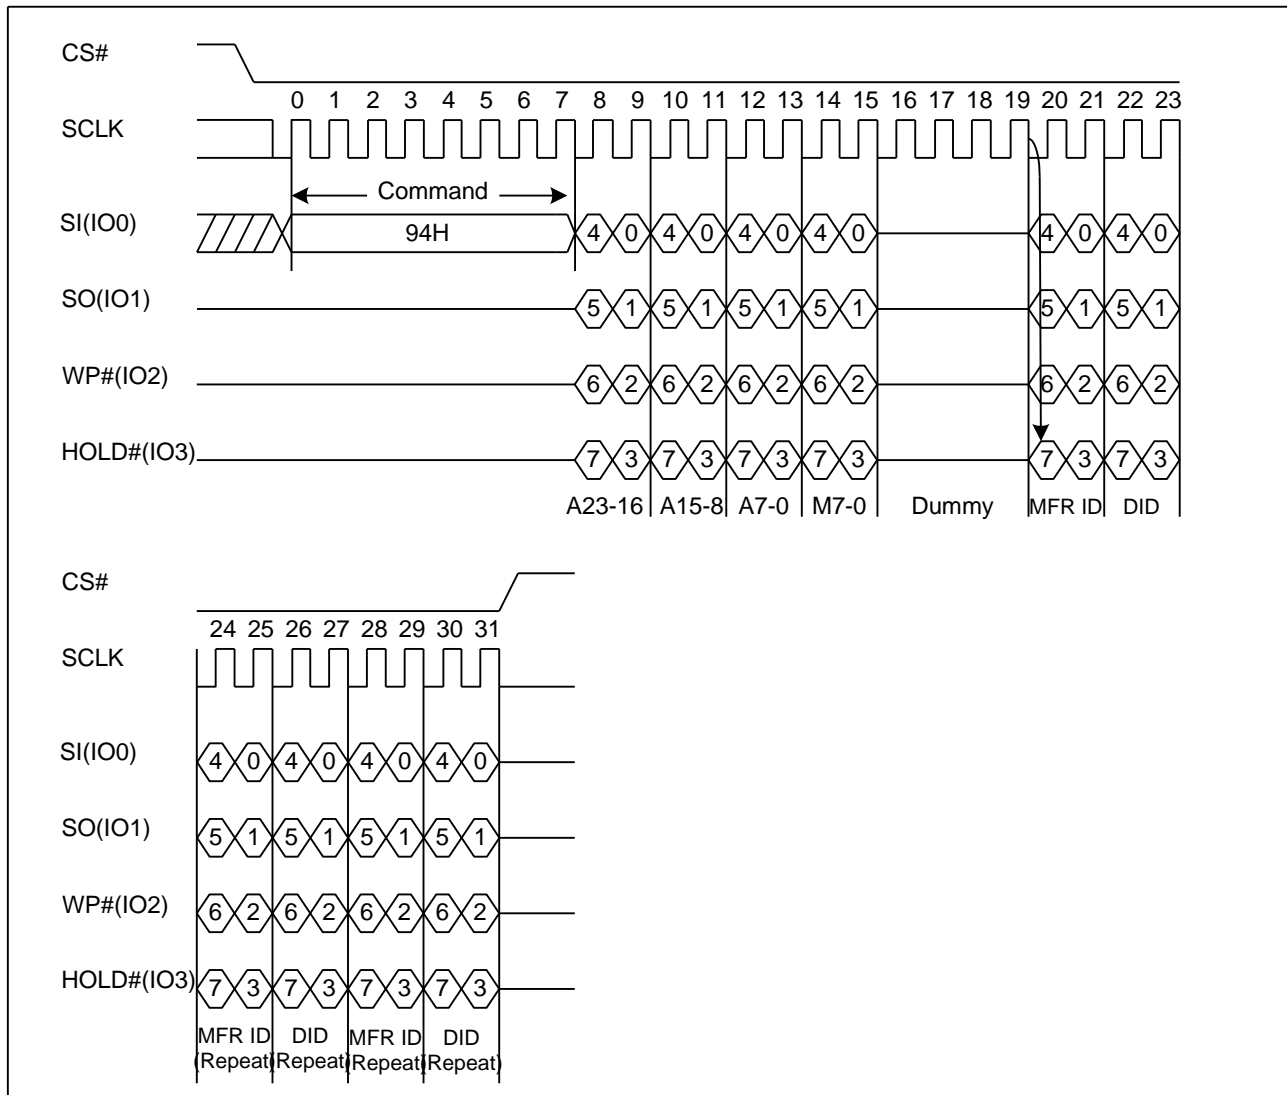 CS#
0 1 2 3 4 5 6 7 8 9 10 11 12 13 14 15 16 17 18 19 20 21 22 23
SCLK
Command
SI(IO0)
94H
4 0 4 0 4 0 4 0 4 0 4 0
SO(IO1)
5 1 5 1 5 1 5 1 5 1 5 1
WP#(IO2)
6 2 6 2 6 2 6 2 6 2 6 2
HOLD#(IO3)
7 3 7 3 7 3 7 3 7 3 7 3
A23-16 A15-8 A7-0 M7-0 Dummy MFR ID DID
CS#
24 25 26 27 28 29 30 31
SCLK
SI(IO0)
4 0 4 0 4 0 4 0
SO(IO1)
5 1 5 1 5 1 5 1
WP#(IO2)
6 2 6 2 6 2 6 2
HOLD#(IO3)
7 3 7 3 7 3 7 3
MFR ID DID MFR ID DID
(Repeat) (Repeat) (Repeat) (Repeat)